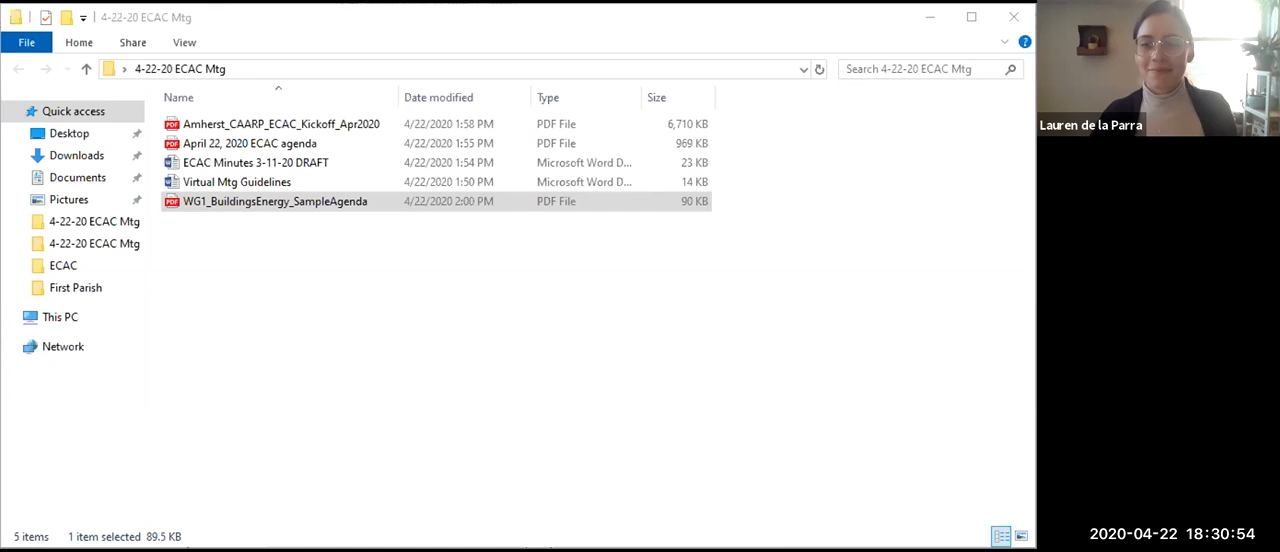 4-22-20 ECAC Mtg
File Home Share View
4-22-20 ECAC Mtg
Search 4-22-20 ECAC Mtg
Name Date modified Type Size
Quick access
Desktop
Downloads
Documents
Pictures
4-22-20 ECAC Mtg
4-22-20 ECAC Mtg
ECAC
First Parish
This PC
Network
Amherst_CAARP_ECAC_Kickoff_Apr2020 4/22/2020 1:58 PM PDF File 6,710 KB
April 22, 2020 ECAC agenda 4/22/2020 1:55 PM PDF File 969 KB
ECAC Minutes 3-11-20 DRAFT 4/22/2020 1:54 PM Microsoft Word D... 23 KB
Virtual Mtg Guidelines 4/22/2020 1:50 PM Microsoft Word D... 14 KB
WG1_BuildingsEnergy_SampleAgenda 4/22/2020 2:00 PM PDF File 90 KB
5 items 1 item selected 89.5 KB
Lauren de la Parra
2020-04-22 18:30:54